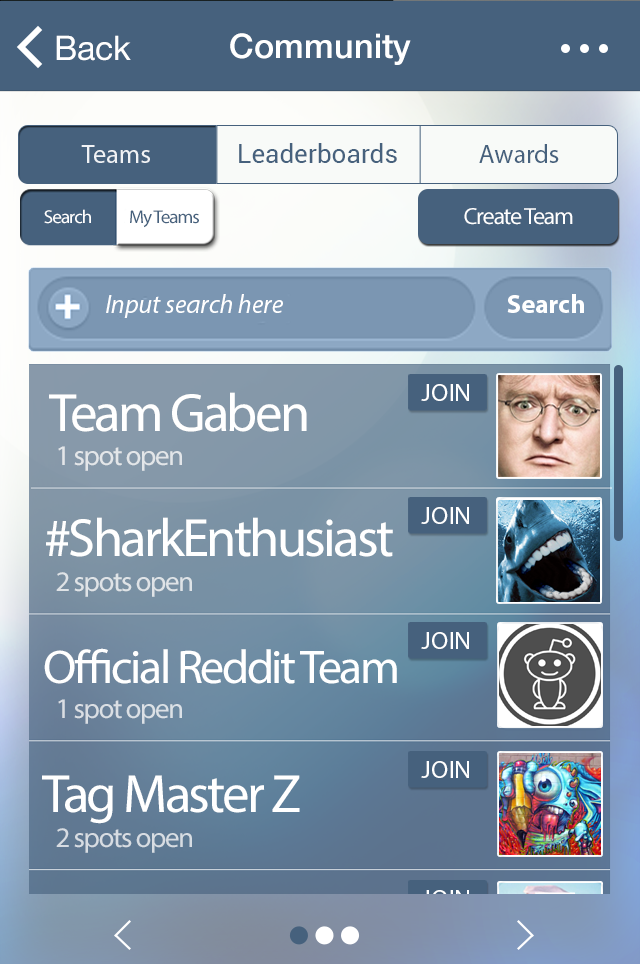 Back
Community
Teams
Leaderboards
Awards
Search
My Teams
Create Team
Input search here
Search
Team Gaben
1 spot open
JOIN
#SharkEnthusiast
2 spots open
JOIN
Official Reddit Team
1 spot open
JOIN
Tag Master Z
2 spots open
JOIN
JOIN